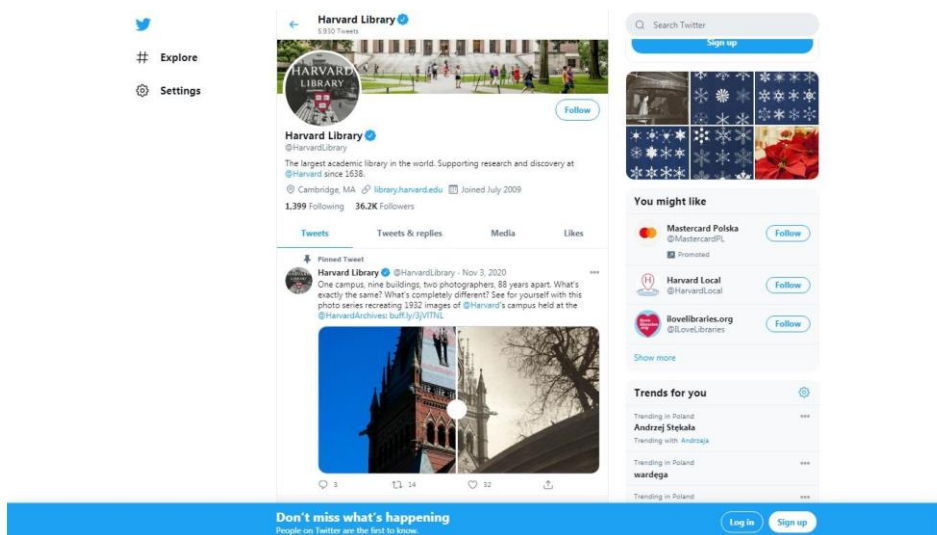 Explore
Settings
Harvard Library
5,930 Tweets
HARVARD
LIBRARY
Follow
Harvard Library
@HarvardLibrary
The largest academic library in the world. Supporting research and discovery at
@Harvard since 1638.
Cambridge, MA library.harvard.edu Joined July 2009
1,399 Following 36.2K Followers
Tweets Tweets & replies Media Likes
Pinned Tweet
Harvard Library @HarvardLibrary · Nov 3, 2020
One campus, nine buildings, two photographers, 88 years apart. What's
exactly the same? What's completely different? See for yourself with this
photo series recreating 1932 images of @Harvard's campus held at the
@HarvardArchives: buff.ly/3jVITNL
3 14 32
Search Twitter
Sign up
You might like
Mastercard Polska
@MastercardPL
Promoted
Follow
Harvard Local
@HarvardLocal
Follow
ilovelibraries.org
@ILoveLibraries
Follow
Show more
Trends for you
Trending in Poland
Andrzej Stękała
Trending with Andrzeja
Trending in Poland
wardęga
Trending in Poland
Don't miss what's happening
People on Twitter are the first to know.
Log in
Sign up